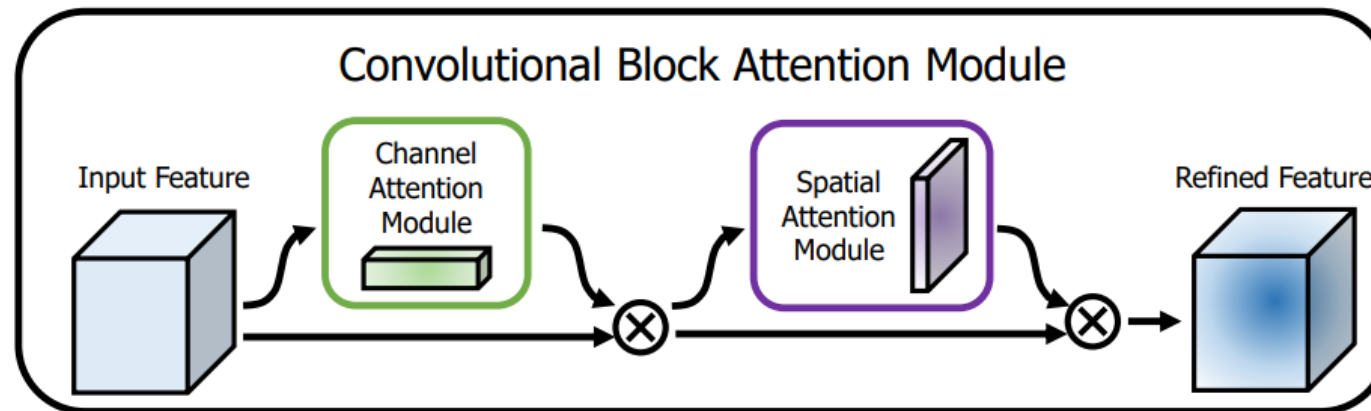 Convolutional Block Attention Module
Input Feature
Channel
Attention
Module
Spatial
Attention
Module
Refined Feature